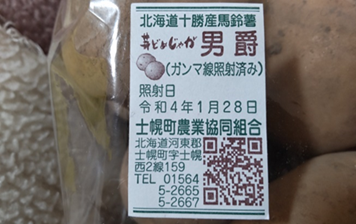 北海道十勝産馬鈴薯
芽どめじゃが 男爵
(ガンマ線照射済み)
照射日
令和4年1月28日
士幌町農業協同組合
北海道河東郡
士幌町字士幌
西2線159
TEL 01564
5-2665
5-2667